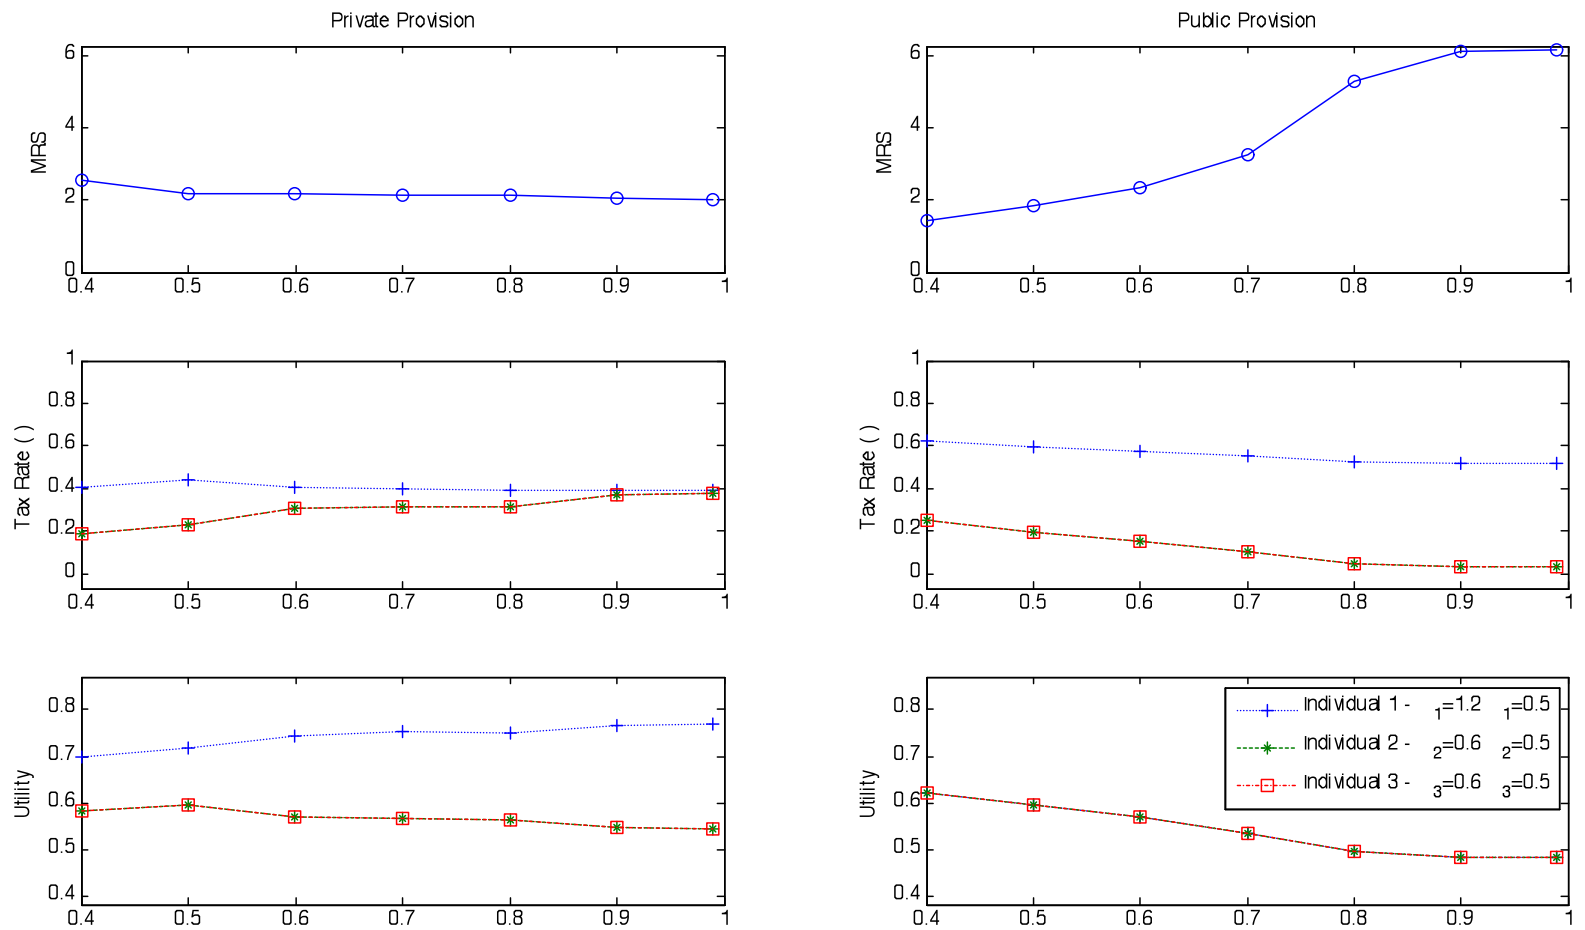 Private Provision
MRS
6
4
2
0
0.4 0.5 0.6 0.7 0.8 0.9 1
Public Provision
MRS
6
4
2
0
0.4 0.5 0.6 0.7 0.8 0.9 1
Tax Rate ( )
1
0.8
0.6
0.4
0.2
0
0.4 0.5 0.6 0.7 0.8 0.9 1
Tax Rate ( )
1
0.8
0.6
0.4
0.2
0
0.4 0.5 0.6 0.7 0.8 0.9 1
Utility
0.8
0.7
0.6
0.5
0.4
0.4 0.5 0.6 0.7 0.8 0.9 1
Utility
0.8
0.7
0.6
0.5
0.4
0.4 0.5 0.6 0.7 0.8 0.9 1
Individual 1 - 1=1.2 1=0.5
Individual 2 - 2=0.6 2=0.5
Individual 3 - 3=0.6 3=0.5